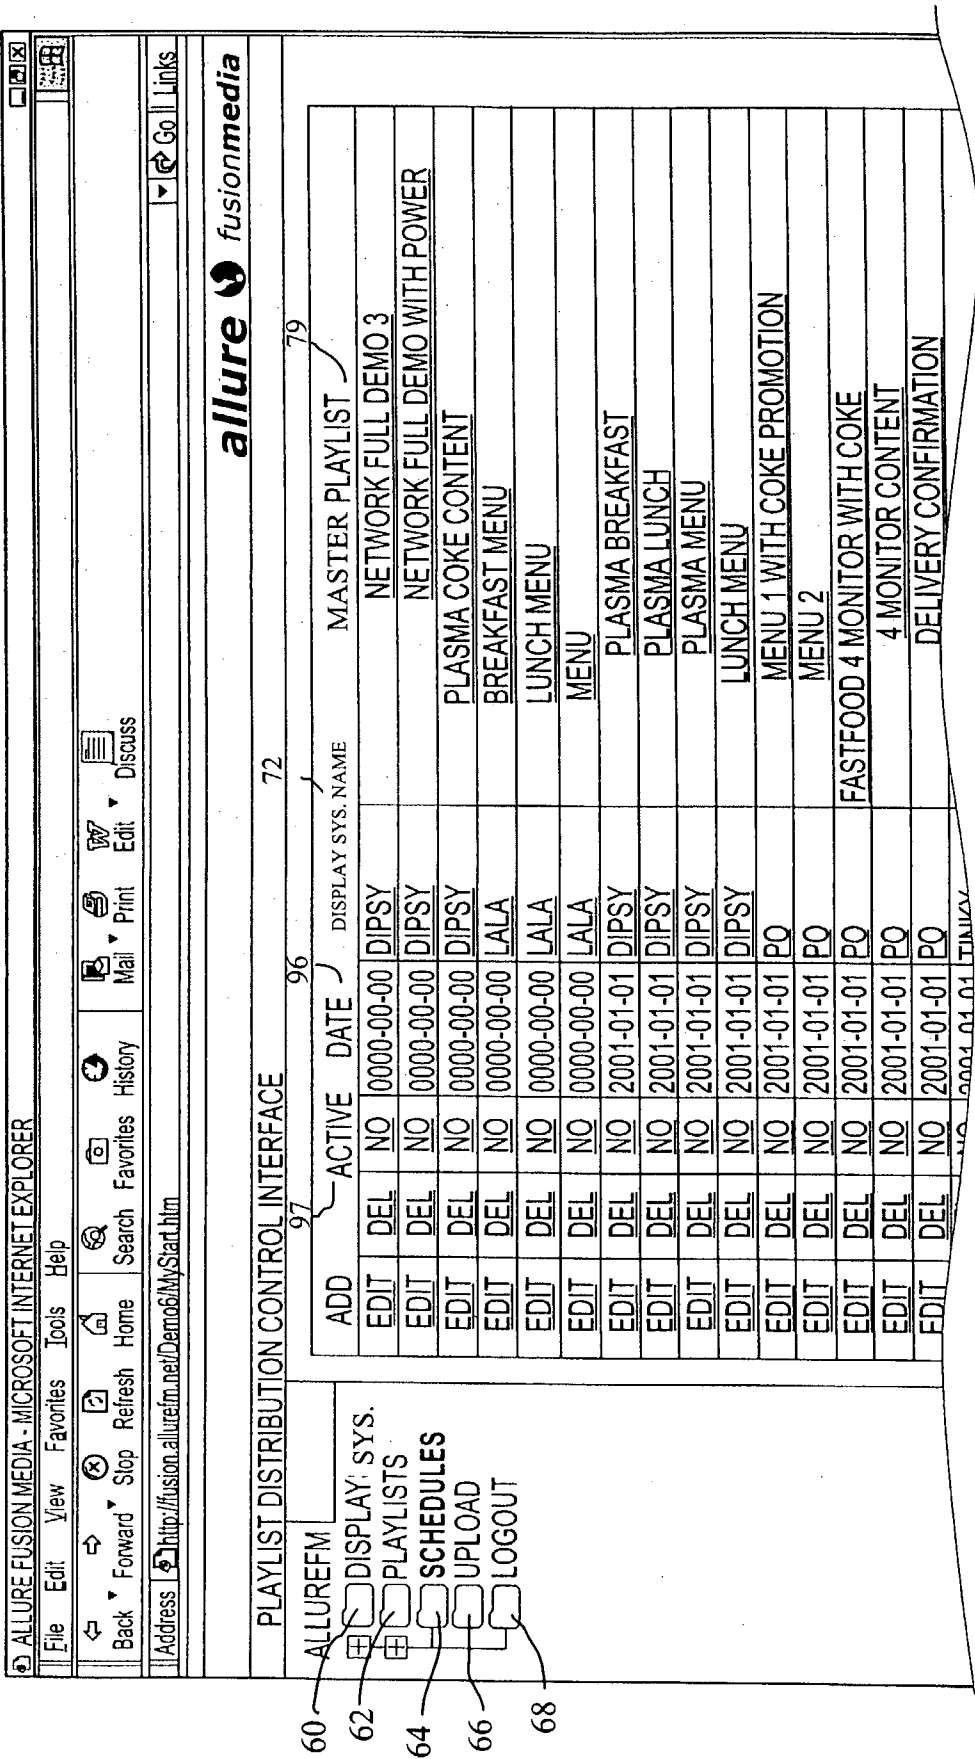 ALLURE FUSION MEDIA - MICROSOFT INTERNET EXPLORER
File Edit View Favorites Tools Help
Back Forward Stop Refresh Home Search Favorites History Mail Print Edit Discuss
Address http://fusion.allurefm.net/Demo6/MyStart.htm Go Links
allure fusionmedia
PLAYLIST DISTRIBUTION CONTROL INTERFACE
ALLUREFM
60 DISPLAY SYS.
62 PLAYLISTS
64 SCHEDULES
66 UPLOAD
68 LOGOUT
97 96 72 79
ADD ACTIVE DATE DISPLAY SYS. NAME MASTER PLAYLIST
EDIT DEL NO 0000-00-00 DIPSY NETWORK FULL DEMO 3
EDIT DEL NO 0000-00-00 DIPSY NETWORK FULL DEMO WITH POWER
EDIT DEL NO 0000-00-00 DIPSY PLASMA COKE CONTENT
EDIT DEL NO 0000-00-00 LALA BREAKFAST MENU
EDIT DEL NO 0000-00-00 LALA LUNCH MENU
EDIT DEL NO 0000-00-00 LALA MENU
EDIT DEL NO 2001-01-01 DIPSY PLASMA BREAKFAST
EDIT DEL NO 2001-01-01 DIPSY PLASMA LUNCH
EDIT DEL NO 2001-01-01 DIPSY PLASMA MENU
EDIT DEL NO 2001-01-01 DIPSY LUNCH MENU
EDIT DEL NO 2001-01-01 PO MENU 1 WITH COKE PROMOTION
EDIT DEL NO 2001-01-01 PO MENU 2
EDIT DEL NO 2001-01-01 PO FASTFOOD 4 MONITOR WITH COKE
EDIT DEL NO 2001-01-01 PO 4 MONITOR CONTENT
EDIT DEL NO 2001-01-01 PO DELIVERY CONFIRMATION
NO 2001-01-01 TINKY